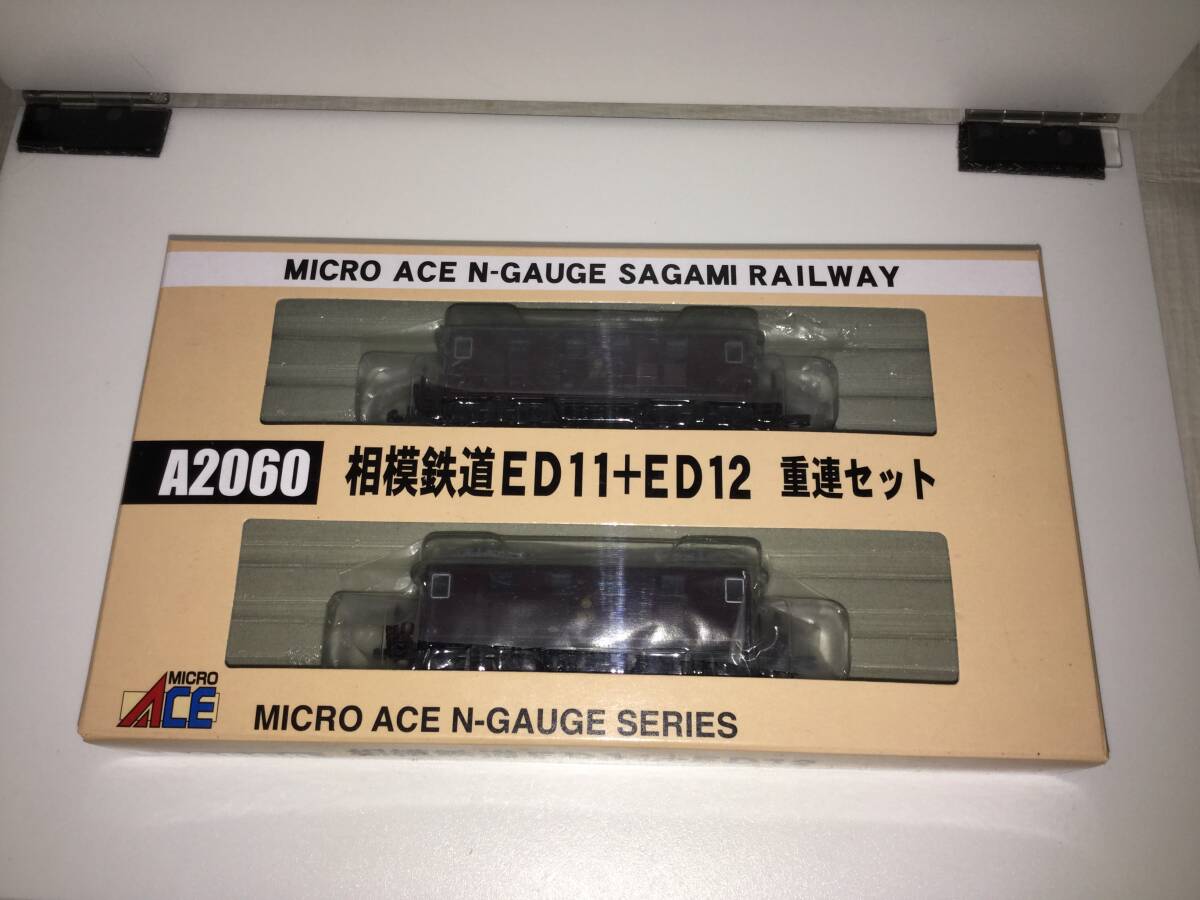 MICRO ACE N-GAUGE SAGAMI RAILWAY
A2060 相模鉄道ED11+ED12 重連セット
MICRO ACE
MICRO ACE N-GAUGE SERIES